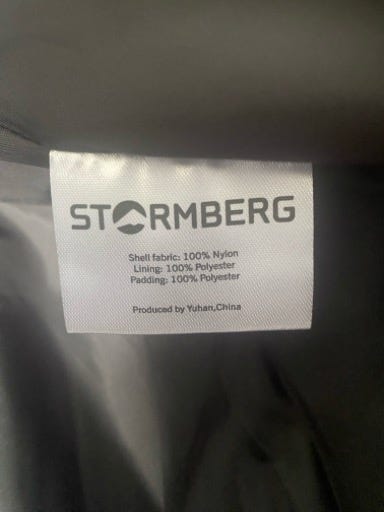 STORMBERG
Shell fabric: 100% Nylon
Lining: 100% Polyester
Padding: 100% Polyester
Produced by Yuhan,China